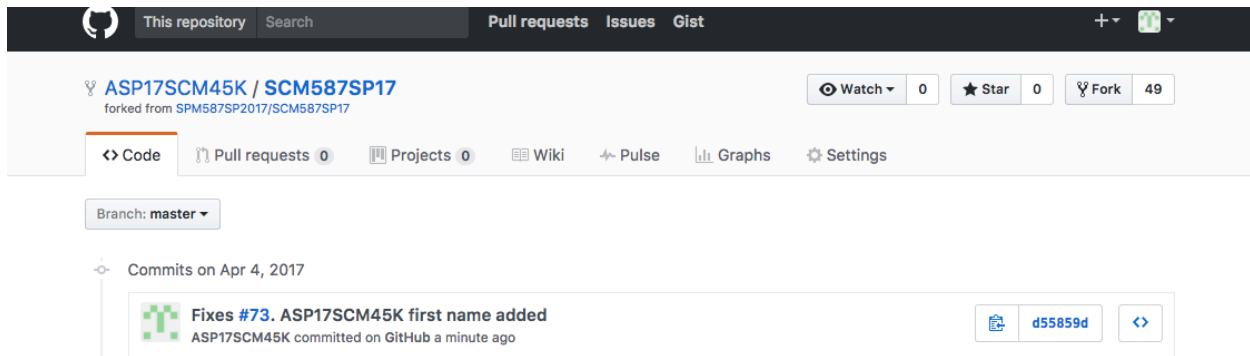 This repository Search Pull requests Issues Gist
ASP17SCM45K / SCM587SP17 Watch 0 Star 0 Fork 49
forked from SPM587SP2017/SCM587SP17
Code Pull requests 0 Projects 0 Wiki Pulse Graphs Settings
Branch: master
Commits on Apr 4, 2017
Fixes #73. ASP17SCM45K first name added d55859d
ASP17SCM45K committed on GitHub a minute ago